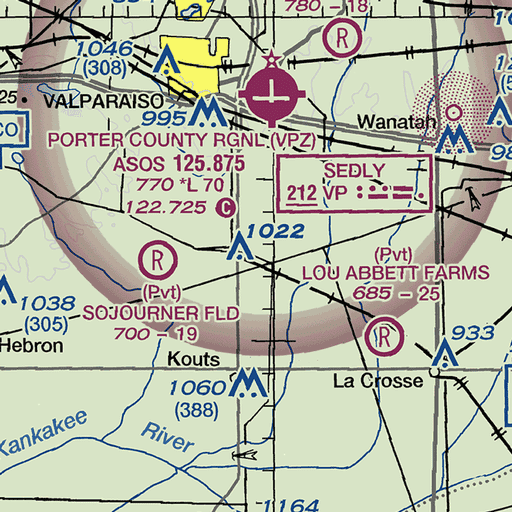 780 - 18
R
1046
(308)
25
VALPARAISO
995
Wanatah
CO
PORTER COUNTY RGNL (VPZ)
ASOS 125.875
770 *L 70
122.725 C
SEDLY
212 VP
98
1022
R
(Pvt)
SOJOURNER FLD
700 - 19
(Pvt)
LOU ABBETT FARMS
685 - 25
R
1038
(305)
Hebron
933
Kouts
1060
(388)
La Crosse
Kankakee
River
1164